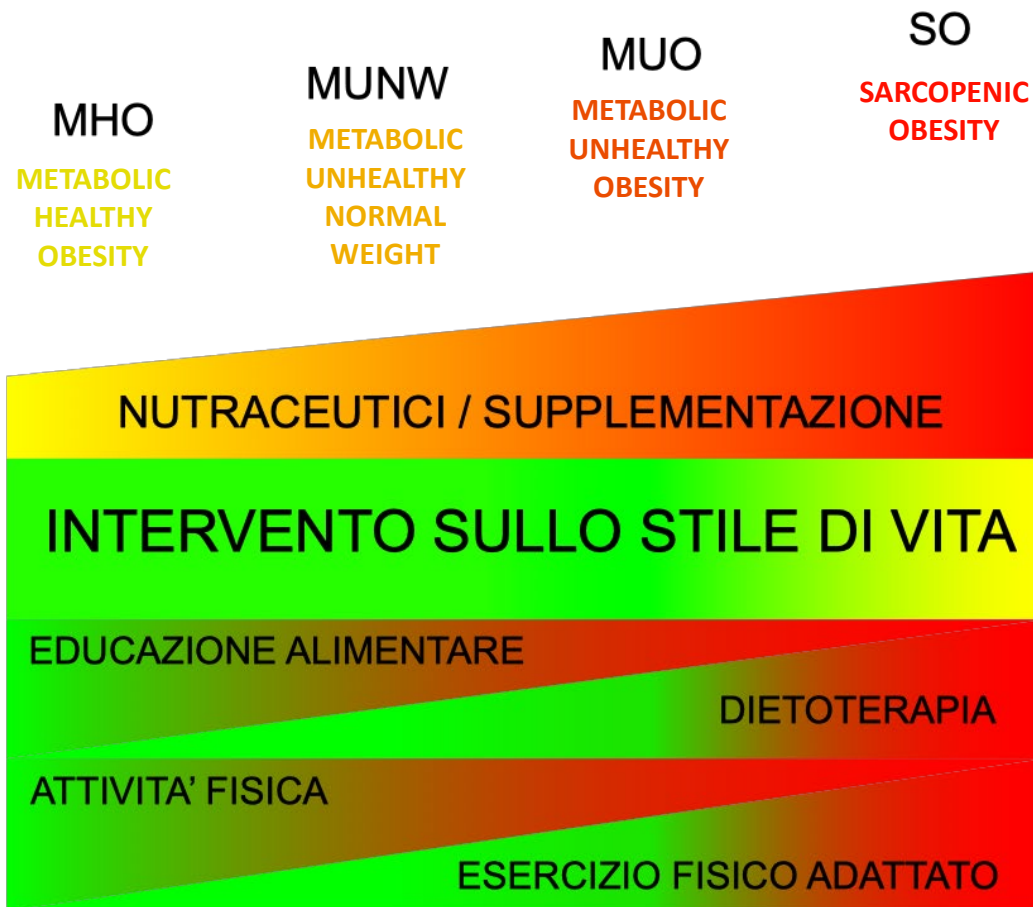 MHO
METABOLIC
HEALTHY
OBESITY
MUNW
METABOLIC
UNHEALTHY
NORMAL
WEIGHT
MUO
METABOLIC
UNHEALTHY
OBESITY
SO
SARCOPENIC
OBESITY
NUTRACEUTICI / SUPPLEMENTAZIONE
INTERVENTO SULLO STILE DI VITA
EDUCAZIONE ALIMENTARE
DIETOTERAPIA
ATTIVITA' FISICA
ESERCIZIO FISICO ADATTATO